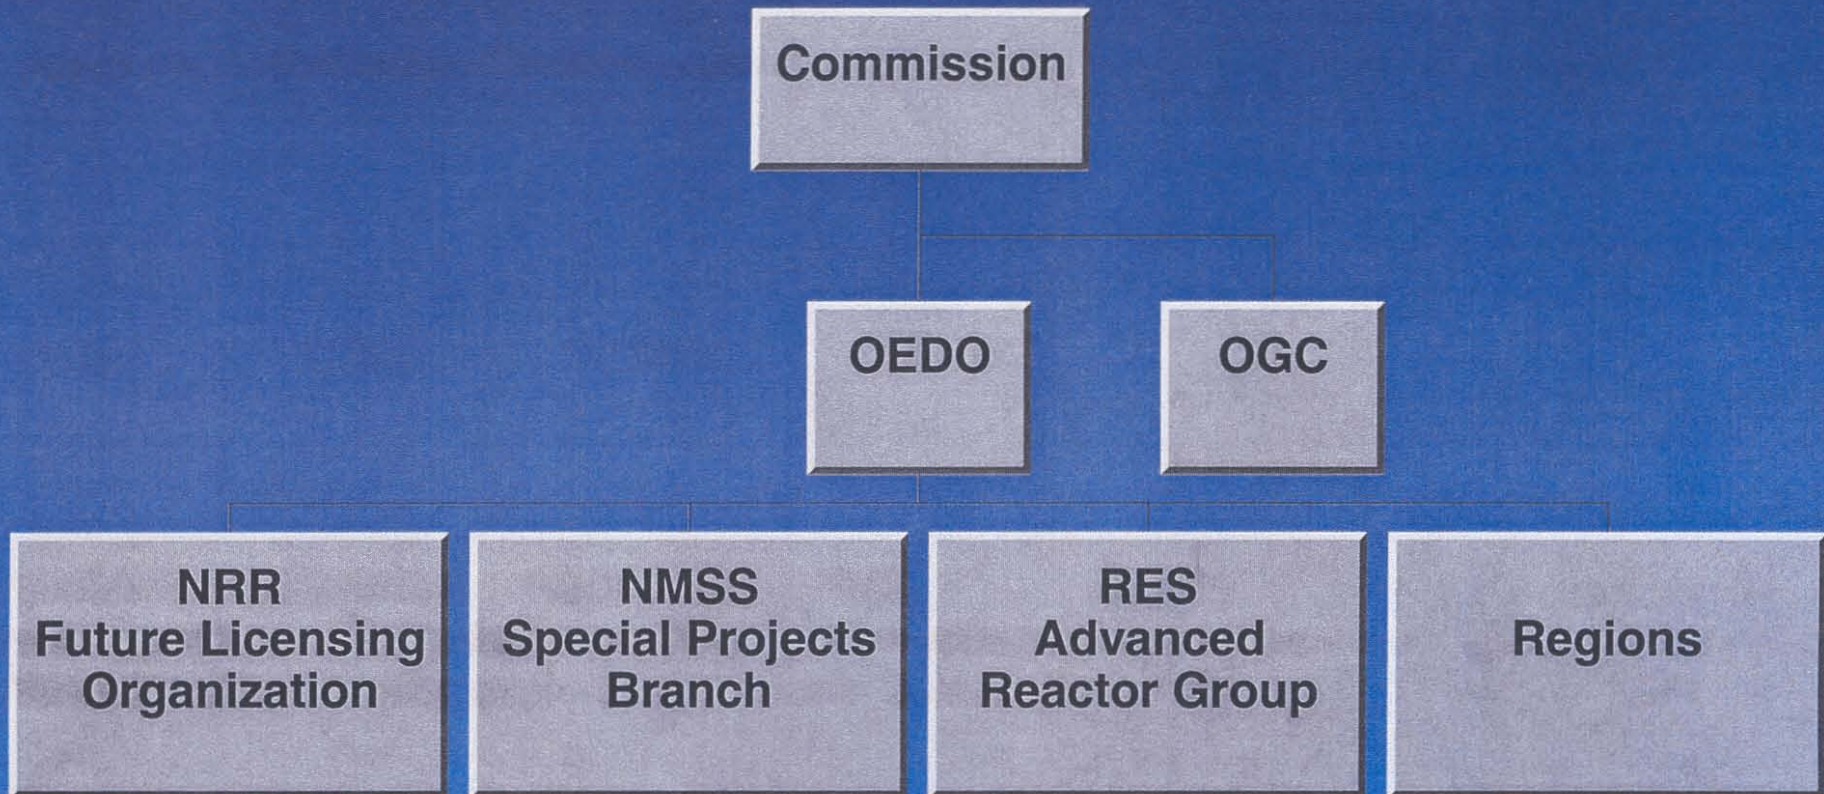 Commission
OEDO
OGC
NRR
Future Licensing
Organization
NMSS
Special Projects
Branch
RES
Advanced
Reactor Group
Regions